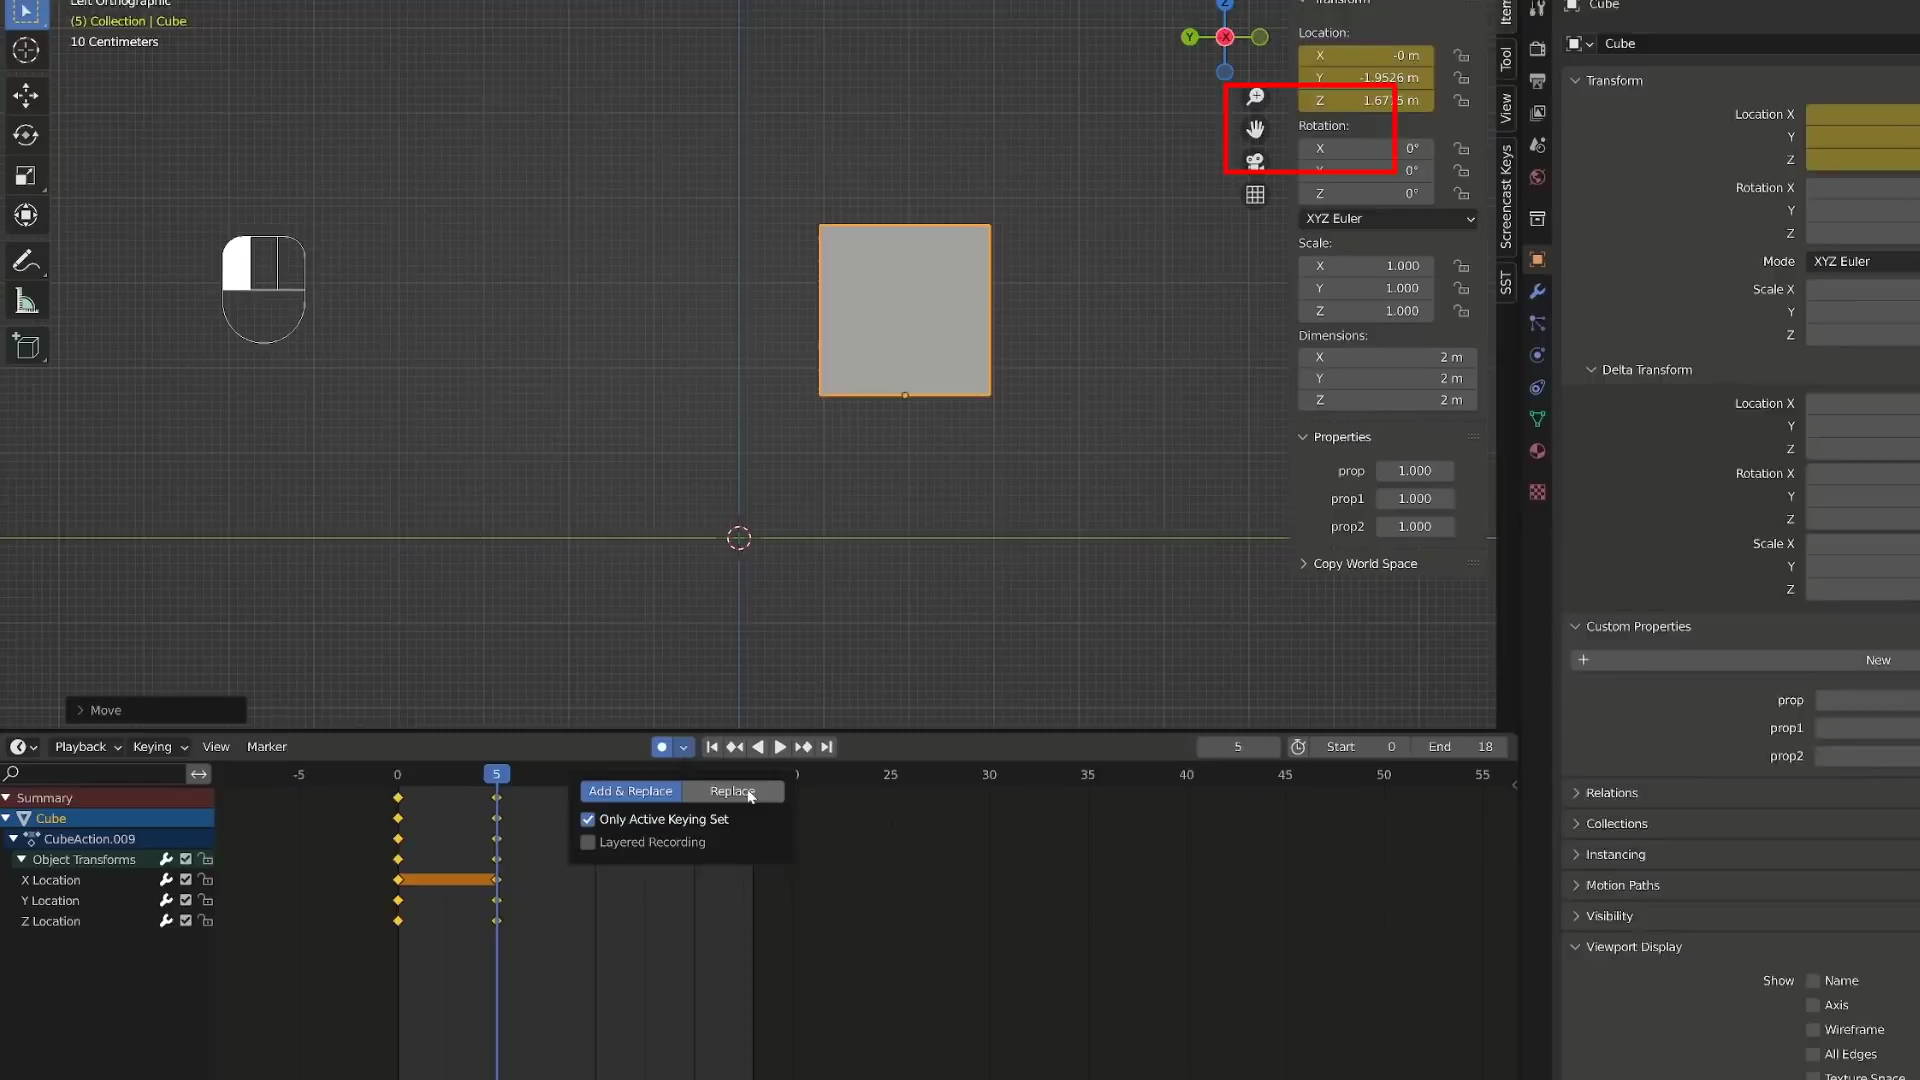 Left Orthographic
(5) Collection | Cube
10 Centimeters
Move
Z
Y
X
Transform
Location:
X -0 m
Y -1.9526 m
Z 1.6715 m
Rotation:
X 0°
Y 0°
Z 0°
XYZ Euler
Scale:
X 1.000
Y 1.000
Z 1.000
Dimensions:
X 2 m
Y 2 m
Z 2 m
Properties
prop 1.000
prop1 1.000
prop2 1.000
Copy World Space
Item
Tool
View
Screencast Keys
SST
Cube
Cube
Transform
Location X
Y
Z
Rotation X
Y
Z
Mode XYZ Euler
Scale X
Y
Z
Delta Transform
Location X
Y
Z
Rotation X
Y
Z
Scale X
Y
Z
Custom Properties
New
prop
prop1
prop2
Relations
Collections
Instancing
Motion Paths
Visibility
Viewport Display
Show Name
Axis
Wireframe
All Edges
Texture Space
Playback Keying View Marker 5 Start 0 End 18
-5 0 5 25 30 35 40 45 50 55
Add & Replace Replace
Only Active Keying Set
Layered Recording
Summary
Cube
CubeAction.009
Object Transforms
X Location
Y Location
Z Location